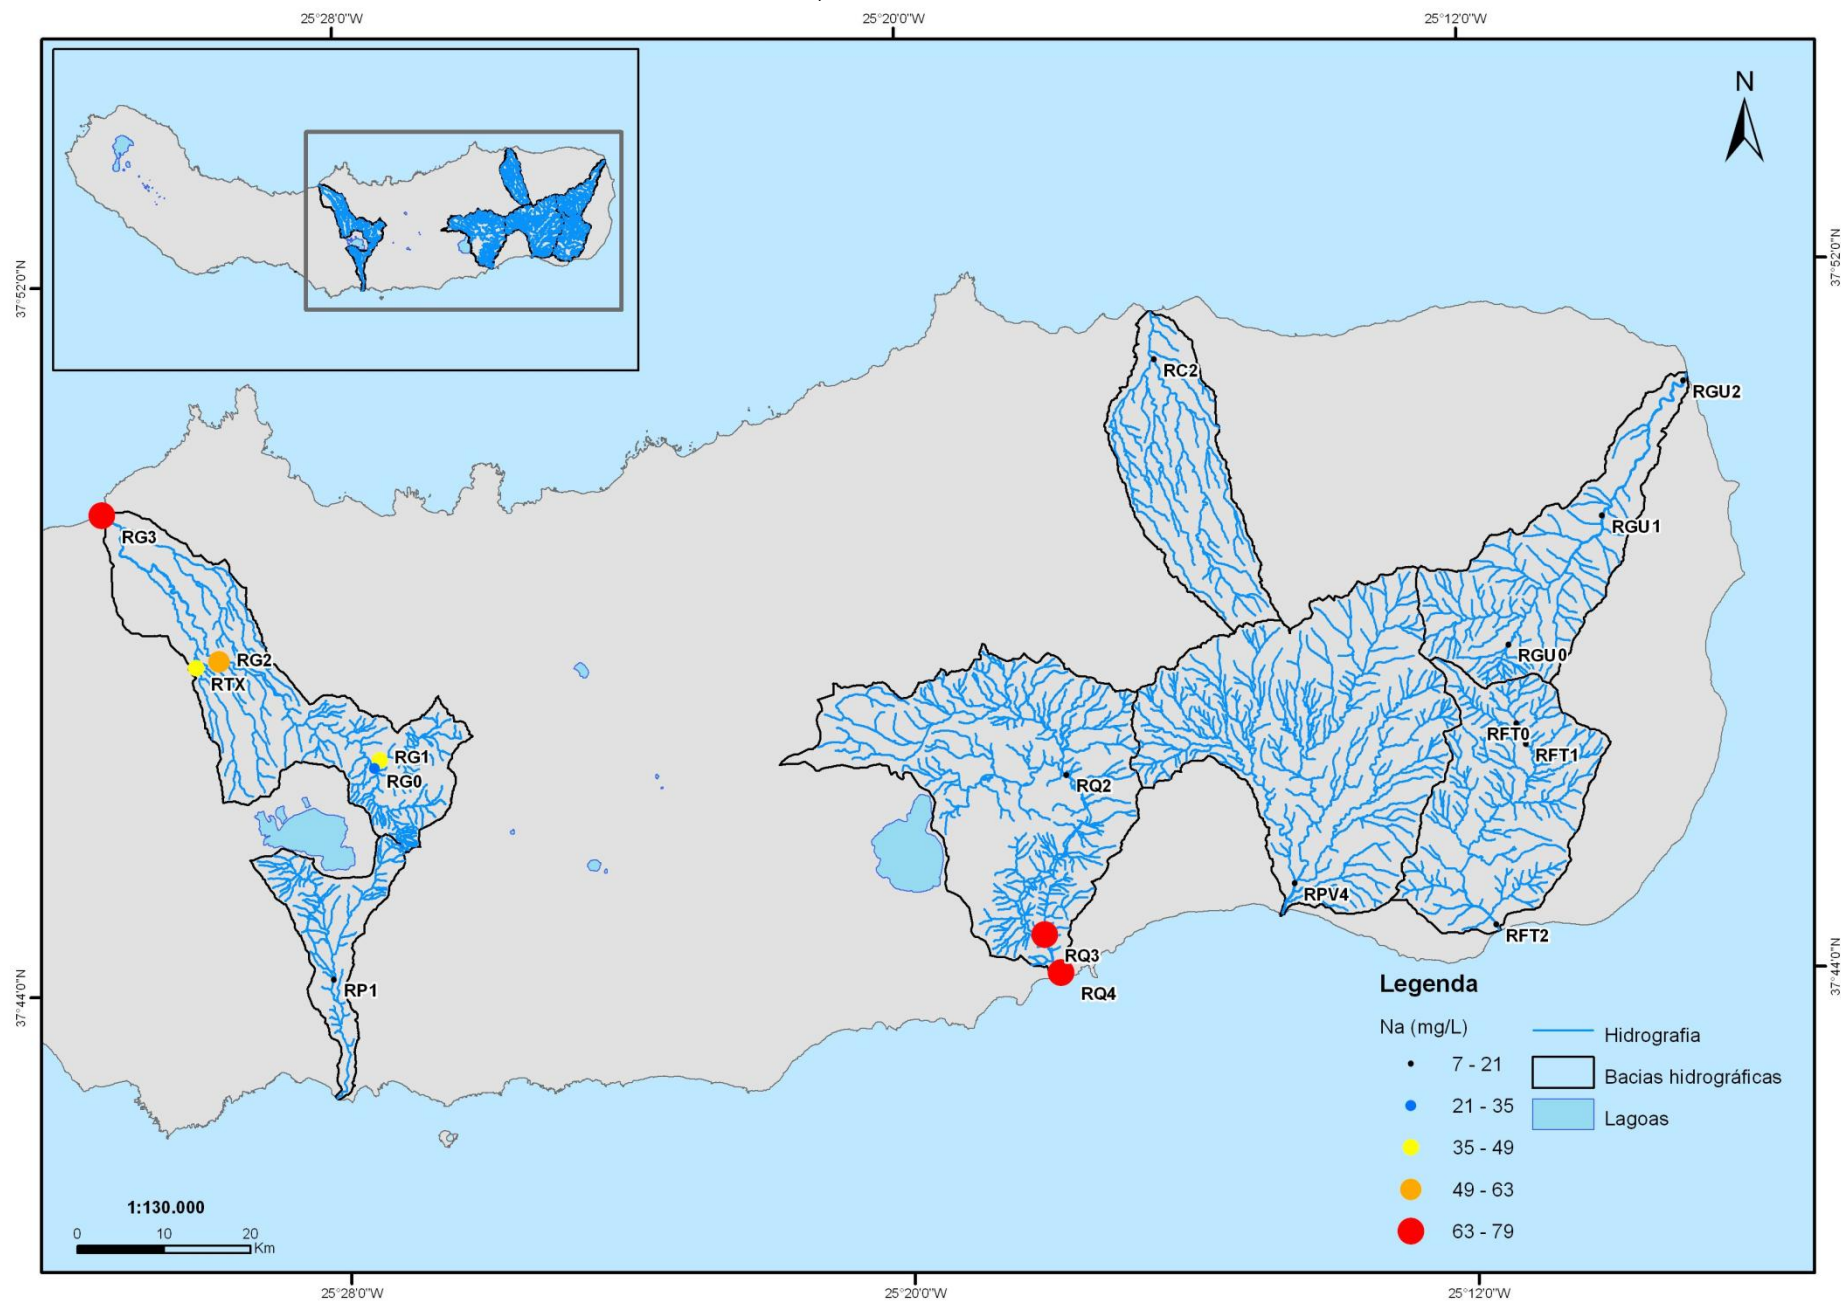 25°28'0"W
25°20'0"W
25°12'0"W
N
37°52'0"N
37°52'0"N
RC2
RGU2
RG3
RGU1
RGU0
RG2
RTX
RFT0
RG1
RFT1
RG0
RQ2
RPV4
RFT2
RQ3
RP1
RQ4
37°44'0"N
37°44'0"N
Legenda
Na (mg/L)
7 - 21
21 - 35
35 - 49
49 - 63
63 - 79
Hidrografia
Bacias hidrográficas
Lagoas
1:130.000
0 10 20
Km
25°28'0"W
25°20'0"W
25°12'0"W